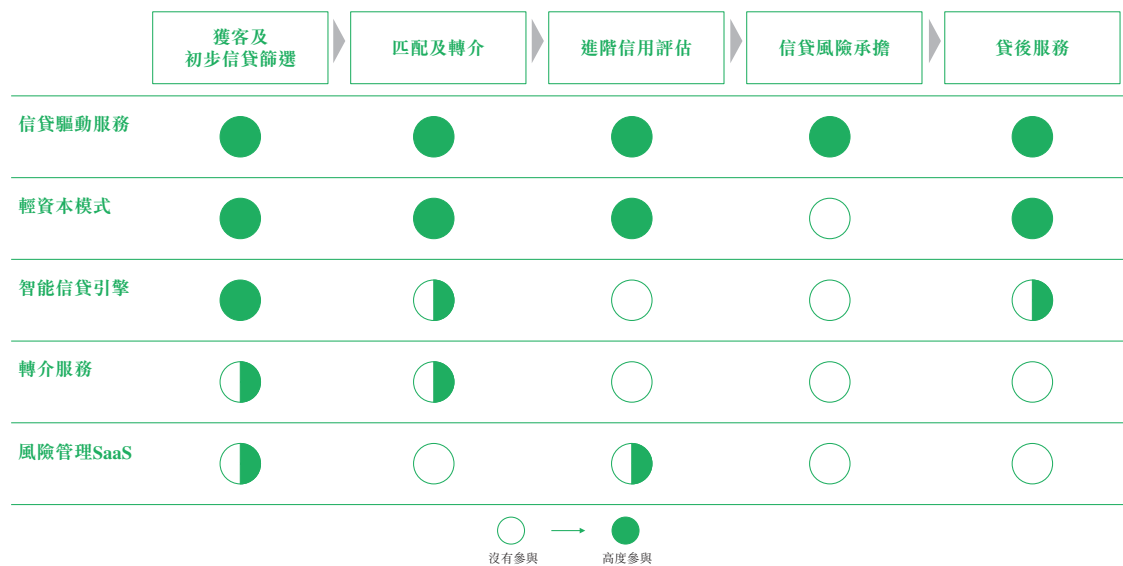 獲客及
初步信貸篩選
匹配及轉介
進階信用評估
信貸風險承擔
貸後服務
信貸驅動服務
輕資本模式
智能信貸引擎
轉介服務
風險管理SaaS
沒有參與
高度參與